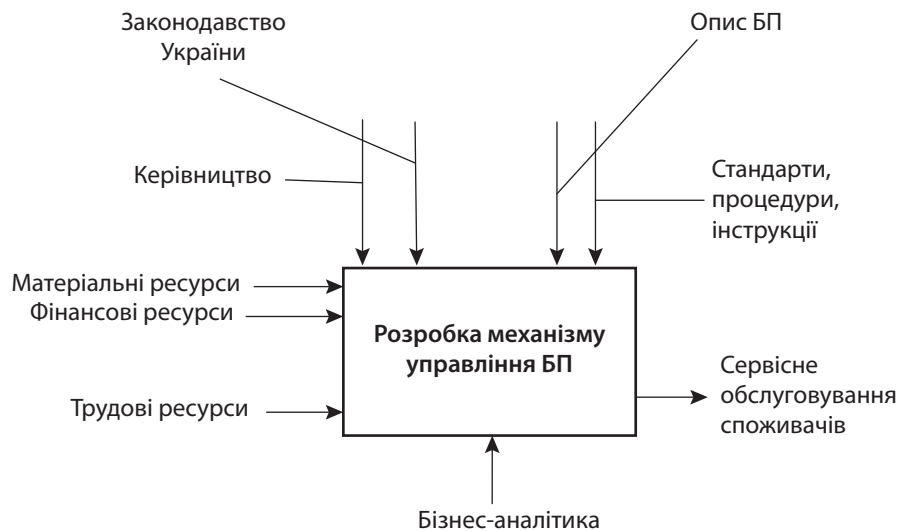 Законодавство
України
Опис БП
Керівництво
Стандарти,
процедури,
інструкції
Матеріальні ресурси
Фінансові ресурси
Розробка механізму
управління БП
Трудові ресурси
Сервісне
обслуговування
споживачів
Бізнес-аналітика